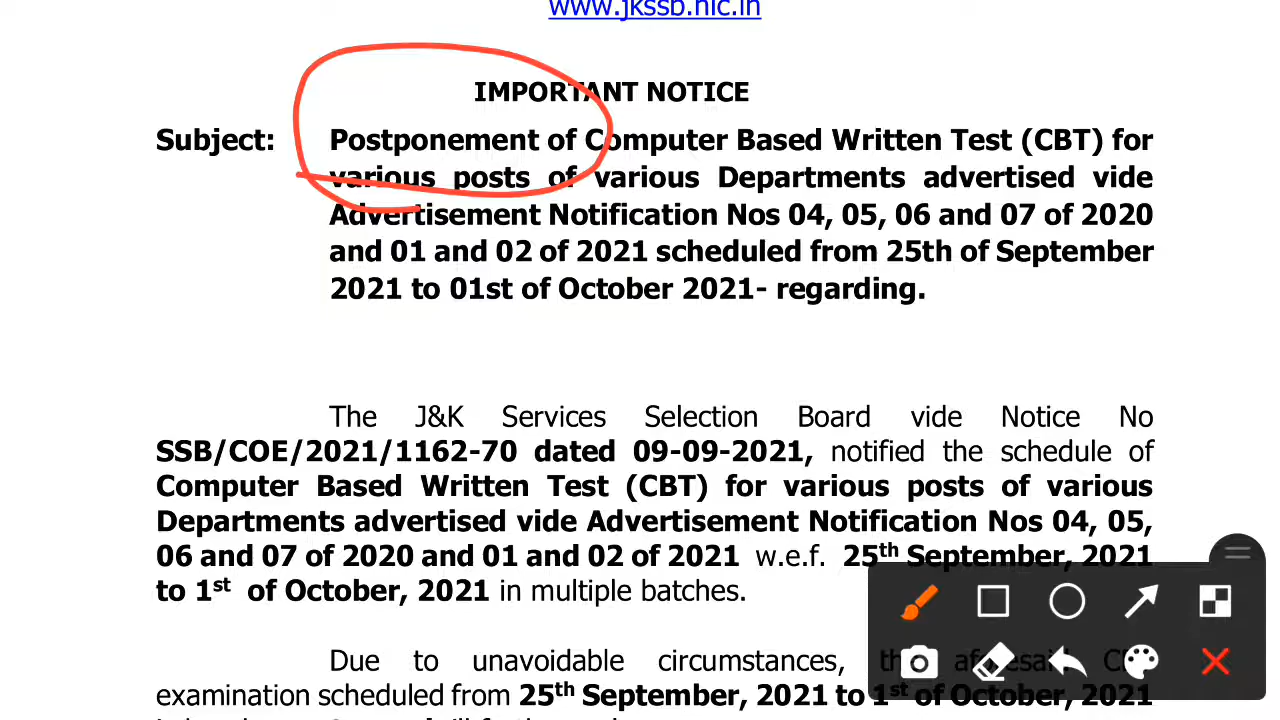 www.jkssb.nic.in
IMPORTANT NOTICE
Subject: Postponement of Computer Based Written Test (CBT) for
various posts of various Departments advertised vide
Advertisement Notification Nos 04, 05, 06 and 07 of 2020
and 01 and 02 of 2021 scheduled from 25th of September
2021 to 01st of October 2021- regarding.
The J&K Services Selection Board vide Notice No
SSB/COE/2021/1162-70 dated 09-09-2021, notified the schedule of
Computer Based Written Test (CBT) for various posts of various
Departments advertised vide Advertisement Notification Nos 04, 05,
06 and 07 of 2020 and 01 and 02 of 2021 w.e.f. 25th September, 2021
to 1st of October, 2021 in multiple batches.
Due to unavoidable circumstances,
examination scheduled from 25th September, 2021 to 1st of October, 2021